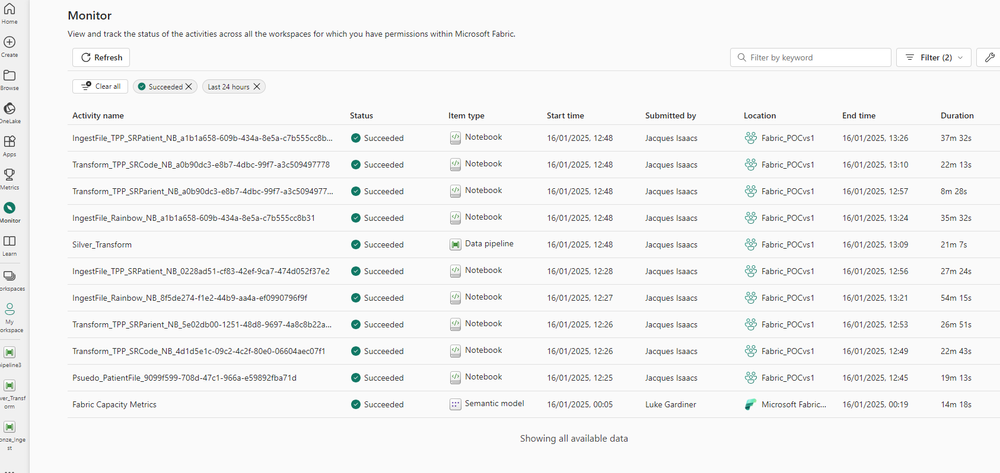 Home
Create
Browse
OneLake
Apps
Metrics
Monitor
Learn
orkspaces
My
orkspace
ipeline3
ver_Transf
orm
onze_Inge
st
Monitor
View and track the status of the activities across all the workspaces for which you have permissions within Microsoft Fabric.
Refresh
Filter by keyword
Filter (2)
Clear all
Succeeded
Last 24 hours
Activity name Status Item type Start time Submitted by Location End time Duration
IngestFile_TPP_SRPatient_NB_a1b1a658-609b-434a-8e5a-c7b555cc8b... Succeeded Notebook 16/01/2025, 12:48 Jacques Isaacs Fabric_POCvs1 16/01/2025, 13:26 37m 32s
Transform_TPP_SRCode_NB_a0b90dc3-e8b7-4dbc-99f7-a3c509497778 Succeeded Notebook 16/01/2025, 12:48 Jacques Isaacs Fabric_POCvs1 16/01/2025, 13:10 22m 13s
Transform_TPP_SRParient_NB_a0b90dc3-e8b7-4dbc-99f7-a3c5094977... Succeeded Notebook 16/01/2025, 12:48 Jacques Isaacs Fabric_POCvs1 16/01/2025, 12:57 8m 28s
IngestFile_Rainbow_NB_a1b1a658-609b-434a-8e5a-c7b555cc8b31 Succeeded Notebook 16/01/2025, 12:48 Jacques Isaacs Fabric_POCvs1 16/01/2025, 13:24 35m 32s
Silver_Transform Succeeded Data pipeline 16/01/2025, 12:48 Jacques Isaacs Fabric_POCvs1 16/01/2025, 13:09 21m 7s
IngestFile_TPP_SRPatient_NB_0228ad51-cf83-42ef-9ca7-474d052f37e2 Succeeded Notebook 16/01/2025, 12:28 Jacques Isaacs Fabric_POCvs1 16/01/2025, 12:56 27m 24s
IngestFile_Rainbow_NB_8f5de274-f1e2-44b9-aa4a-ef0990796f9f Succeeded Notebook 16/01/2025, 12:27 Jacques Isaacs Fabric_POCvs1 16/01/2025, 13:21 54m 15s
Transform_TPP_SRParient_NB_5e02db00-1251-48d8-9697-4a8c8b22a... Succeeded Notebook 16/01/2025, 12:26 Jacques Isaacs Fabric_POCvs1 16/01/2025, 12:53 26m 51s
Transform_TPP_SRCode_NB_4d1d5e1c-09c2-4c2f-80e0-06604aec07f1 Succeeded Notebook 16/01/2025, 12:26 Jacques Isaacs Fabric_POCvs1 16/01/2025, 12:49 22m 43s
Psuedo_PatientFile_9099f599-708d-47c1-966a-e59892fba71d Succeeded Notebook 16/01/2025, 12:25 Jacques Isaacs Fabric_POCvs1 16/01/2025, 12:45 19m 13s
Fabric Capacity Metrics Succeeded Semantic model 16/01/2025, 00:05 Luke Gardiner Microsoft Fabric... 16/01/2025, 00:19 14m 18s
Showing all available data